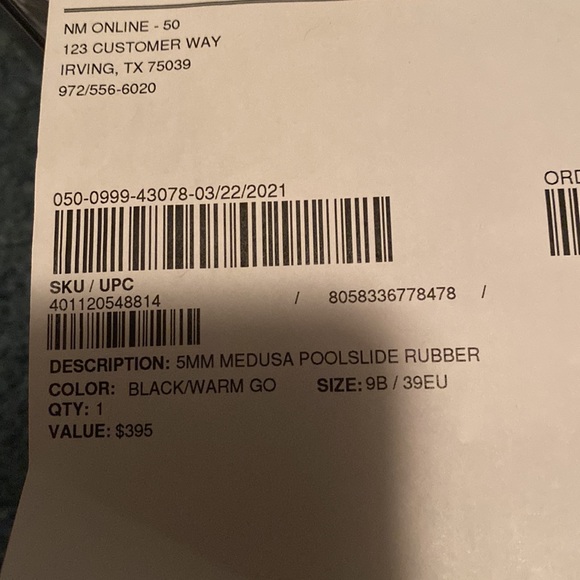 NM ONLINE - 50
123 CUSTOMER WAY
IRVING, TX 75039
972/556-6020
050-0999-43078-03/22/2021
ORD
SKU / UPC
401120548814 / 8058336778478 /
DESCRIPTION: 5MM MEDUSA POOLSLIDE RUBBER
COLOR: BLACK/WARM GO SIZE: 9B / 39EU
QTY: 1
VALUE: $395